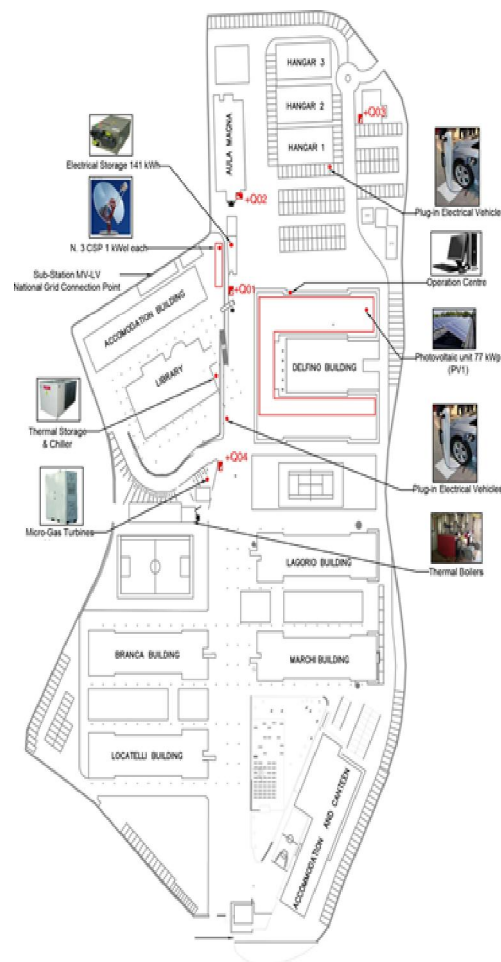 HANGAR 3
HANGAR 2
HANGAR 1
AULA MAGNA
+Q03
+Q02
Electrical Storage 141 kWh
Plug-in Electrical Vehicle
N. 3 CSP 1 kWel each
Sub-Station MV-LV
National Grid Connection Point
+Q01
Operation Centre
ACCOMODATION BUILDING
LIBRARY
DELFINO BUILDING
Photovoltaic unit 77 kWp
(PV1)
Thermal Storage
& Chiller
+Q04
Plug-in Electrical Vehicles
Micro-Gas Turbines
Thermal Boilers
LAGORIO BUILDING
BRANCA BUILDING
MARCHI BUILDING
LOCATELLI BUILDING
ACCOMMODATION AND CANTEEN